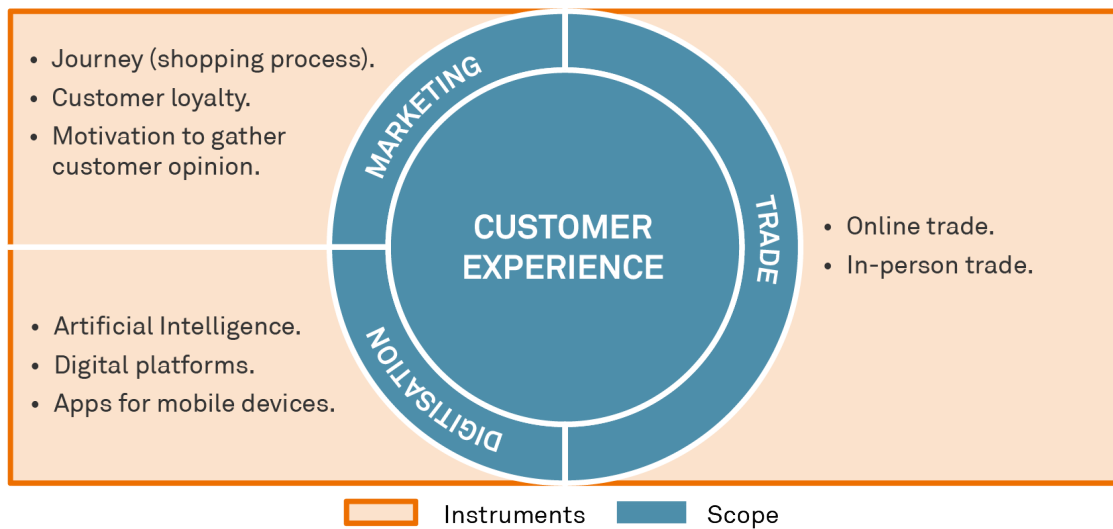 • Journey (shopping process).
• Customer loyalty.
• Motivation to gather
customer opinion.
MARKETING
CUSTOMER
EXPERIENCE
TRADE
• Online trade.
• In-person trade.
• Artificial Intelligence.
• Digital platforms.
• Apps for mobile devices.
DIGITISATION
Instruments
Scope